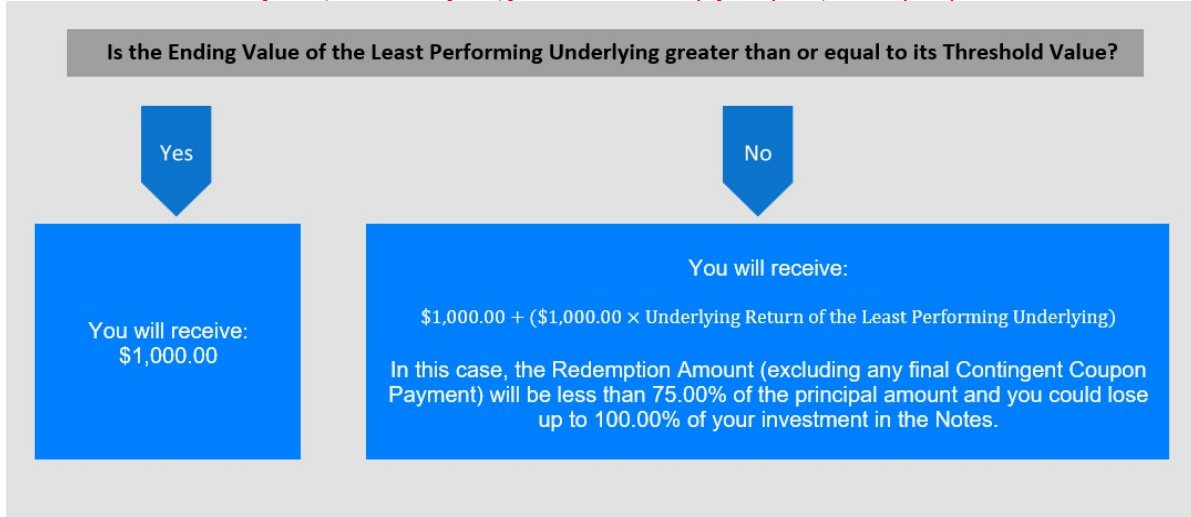 Is the Ending Value of the Least Performing Underlying greater than or equal to its Threshold Value?
Yes
No
You will receive:
$1,000.00
You will receive:
$1,000.00 + ($1,000.00 × Underlying Return of the Least Performing Underlying)
In this case, the Redemption Amount (excluding any final Contingent Coupon
Payment) will be less than 75.00% of the principal amount and you could lose
up to 100.00% of your investment in the Notes.